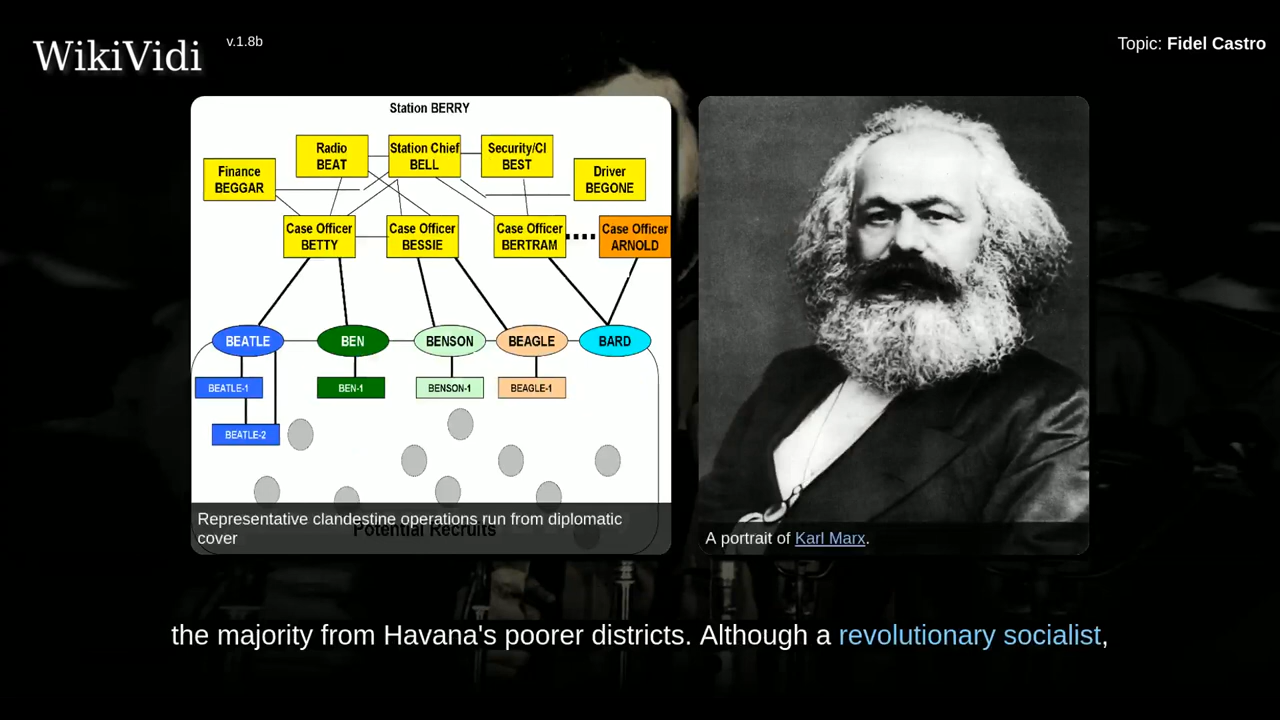 WikiVidi
v.1.8b
Topic: Fidel Castro
Station BERRY
Radio
BEAT
Station Chief
BELL
Security/CI
BEST
Finance
BEGGAR
Driver
BEGONE
Case Officer
BETTY
Case Officer
BESSIE
Case Officer
BERTRAM
Case Officer
ARNOLD
BEATLE
BEN
BENSON
BEAGLE
BARD
BEATLE-1
BEN-1
BENSON-1
BEAGLE-1
BEATLE-2
Potential Recruits
Representative clandestine operations run from diplomatic
cover
A portrait of Karl Marx.
the majority from Havana's poorer districts. Although a revolutionary socialist,